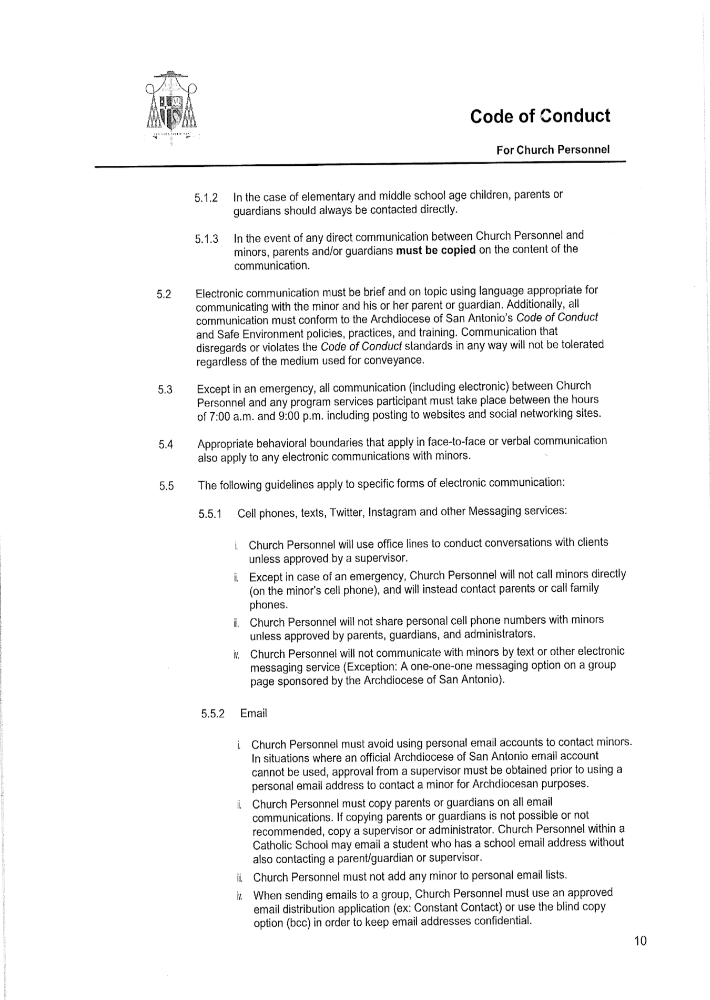 Code of Conduct
For Church Personnel
5.1.2 In the case of elementary and middle school age children, parents or
guardians should always be contacted directly.
5.1.3 In the event of any direct communication between Church Personnel and
minors, parents and/or guardians must be copied on the content of the
communication.
5.2 Electronic communication must be brief and on topic using language appropriate for
communicating with the minor and his or her parent or guardian. Additionally, all
communication must conform to the Archdiocese of San Antonio's Code of Conduct
and Safe Environment policies, practices, and training. Communication that
disregards or violates the Code of Conduct standards in any way will not be tolerated
regardless of the medium used for conveyance.
5.3 Except in an emergency, all communication (including electronic) between Church
Personnel and any program services participant must take place between the hours
of 7:00 a.m. and 9:00 p.m. including posting to websites and social networking sites.
5.4 Appropriate behavioral boundaries that apply in face-to-face or verbal communication
also apply to any electronic communications with minors.
5.5 The following guidelines apply to specific forms of electronic communication:
5.5.1 Cell phones, texts, Twitter, Instagram and other Messaging services:
i. Church Personnel will use office lines to conduct conversations with clients
unless approved by a supervisor.
ii. Except in case of an emergency, Church Personnel will not call minors directly
(on the minor's cell phone), and will instead contact parents or call family
phones.
iii. Church Personnel will not share personal cell phone numbers with minors
unless approved by parents, guardians, and administrators.
iv. Church Personnel will not communicate with minors by text or other electronic
messaging service (Exception: A one-one-one messaging option on a group
page sponsored by the Archdiocese of San Antonio).
5.5.2 Email
i. Church Personnel must avoid using personal email accounts to contact minors.
In situations where an official Archdiocese of San Antonio email account
cannot be used, approval from a supervisor must be obtained prior to using a
personal email address to contact a minor for Archdiocesan purposes.
ii. Church Personnel must copy parents or guardians on all email
communications. If copying parents or guardians is not possible or not
recommended, copy a supervisor or administrator. Church Personnel within a
Catholic School may email a student who has a school email address without
also contacting a parent/guardian or supervisor.
iii. Church Personnel must not add any minor to personal email lists.
iv. When sending emails to a group, Church Personnel must use an approved
email distribution application (ex: Constant Contact) or use the blind copy
option (bcc) in order to keep email addresses confidential.
10